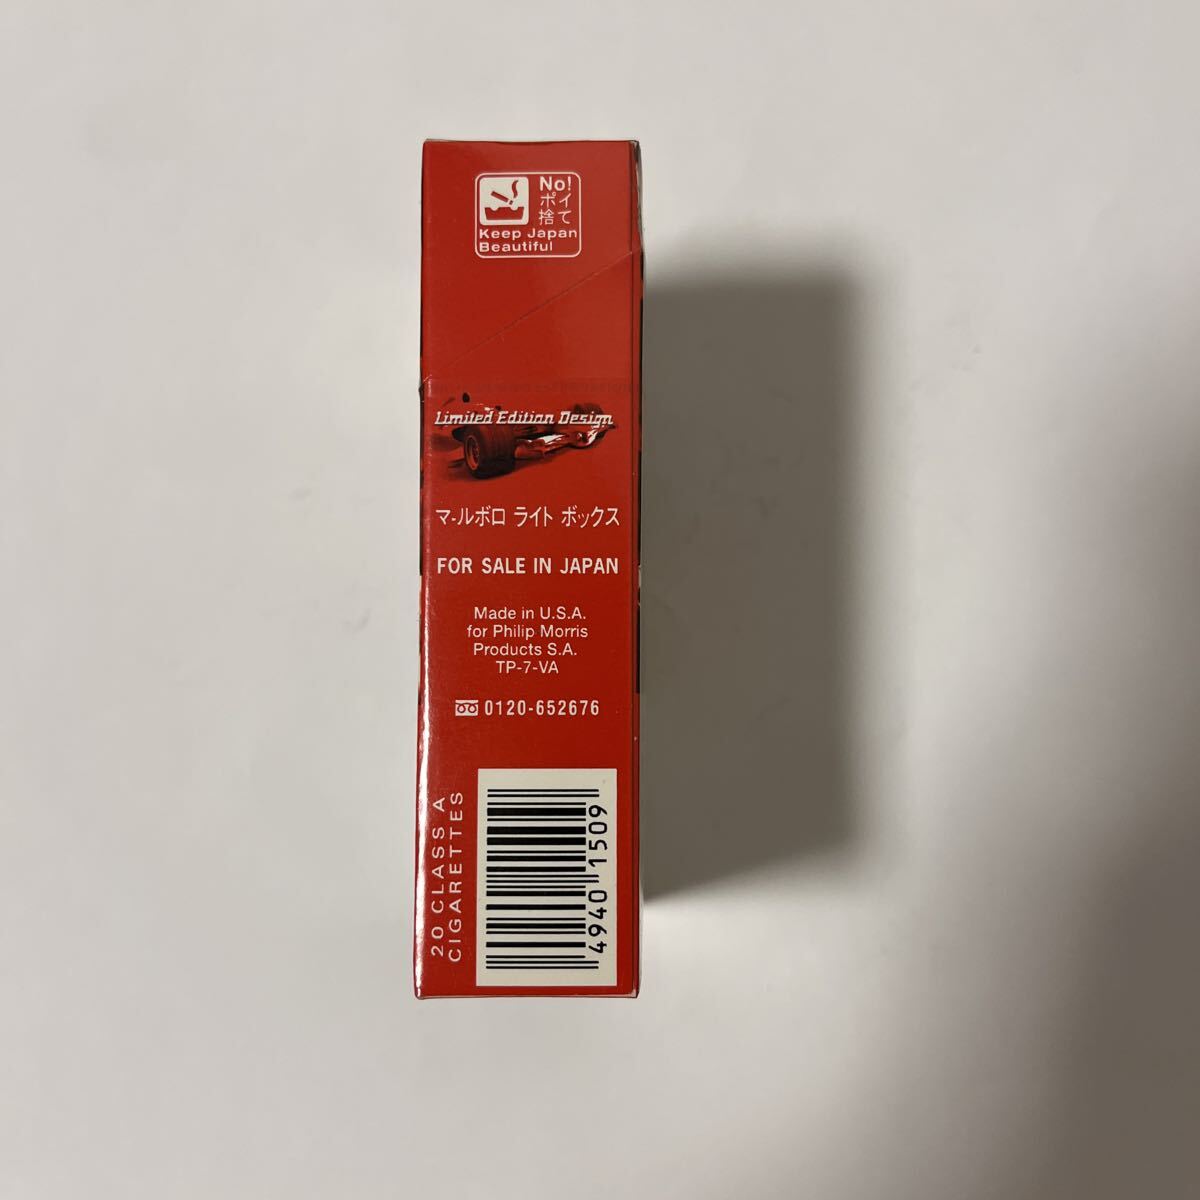 No!
ポイ
捨て
Keep Japan
Beautiful
Limited Edition Design
マールボロ ライト ボックス
FOR SALE IN JAPAN
Made in U.S.A.
for Philip Morris
Products S.A.
TP-7-VA
0120-652676
20 CLASS A
CIGARETTES
4940 1509